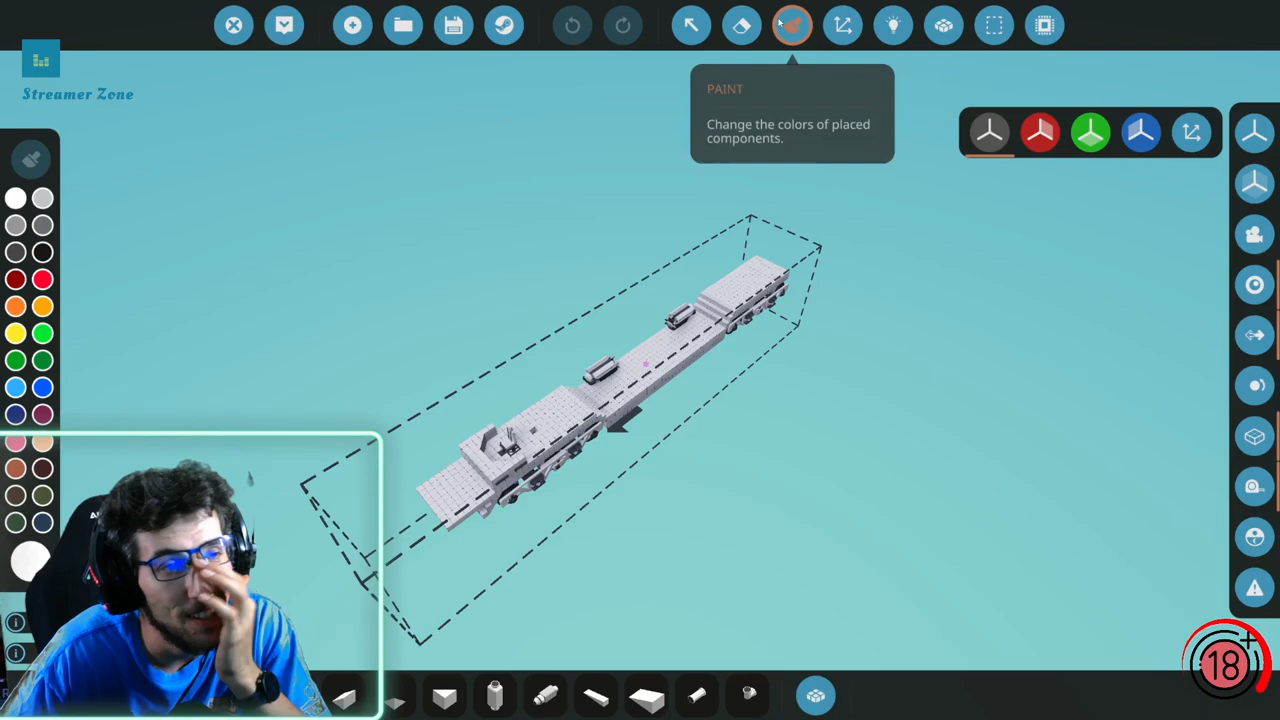 Streamer Zone
PAINT
Change the colors of placed
components.
18+